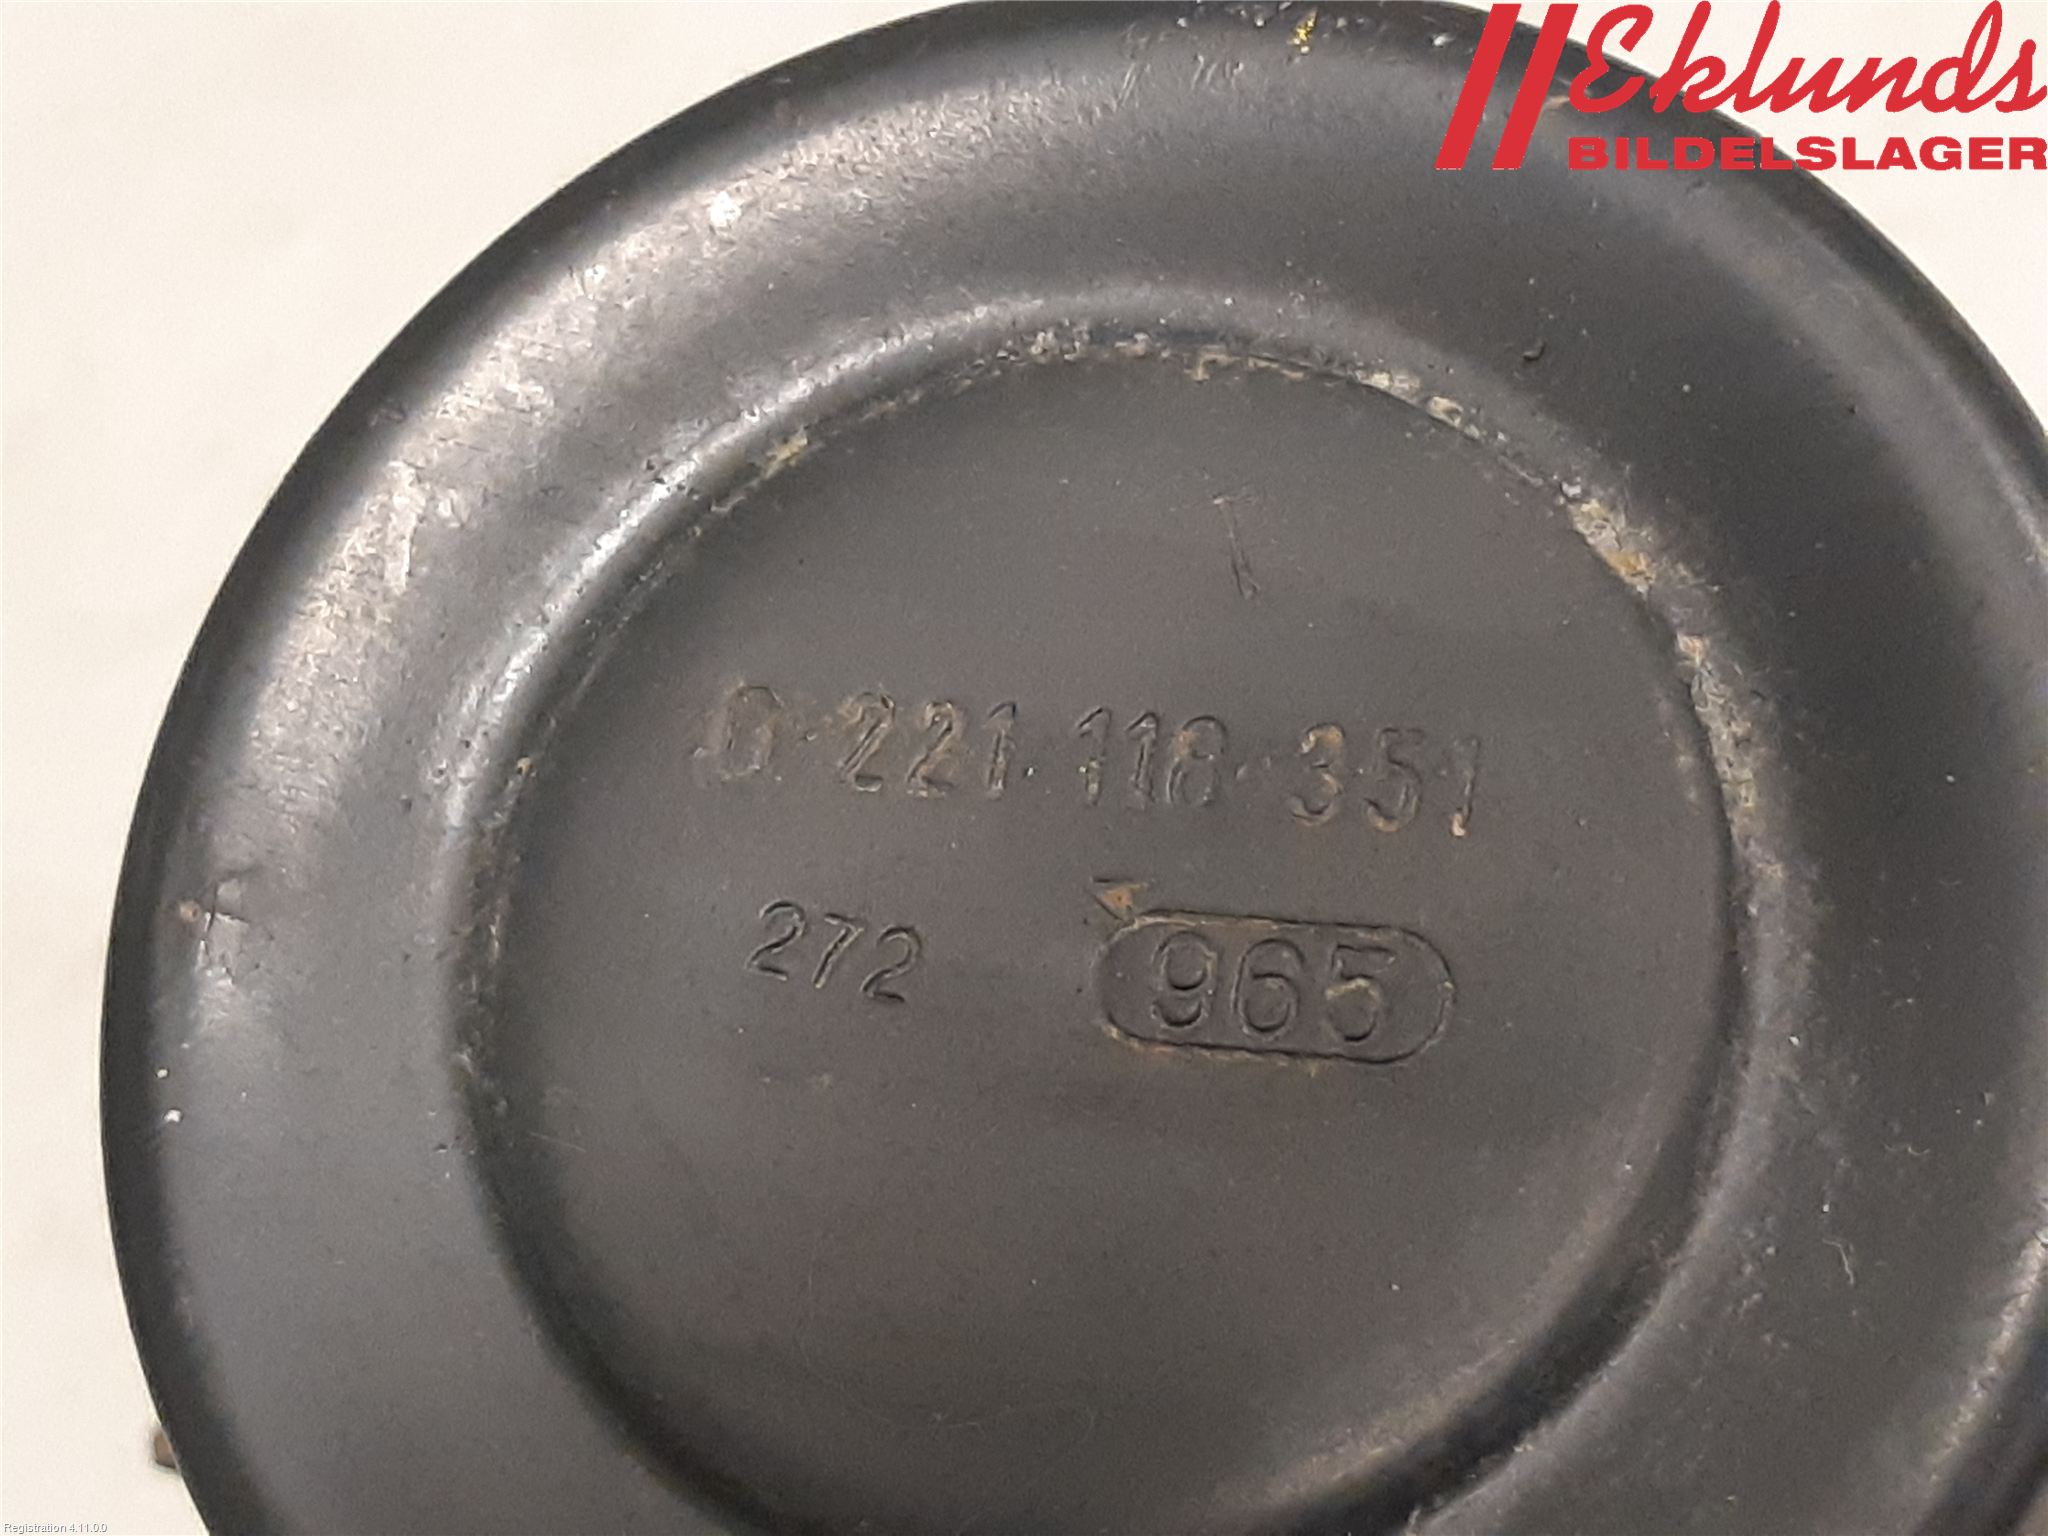 Eklunds
BILDELSLAGER
0 221 118 351
272
965
Registration 4.11.0.0